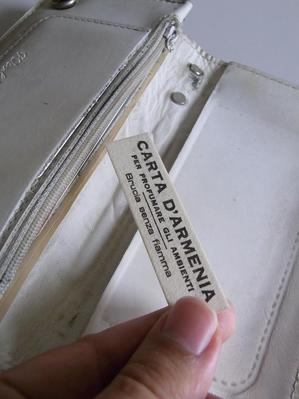 CARTA D'ARMENIA
PER PROFUMARE GLI AMBIENTI
Brucia senza fiamma